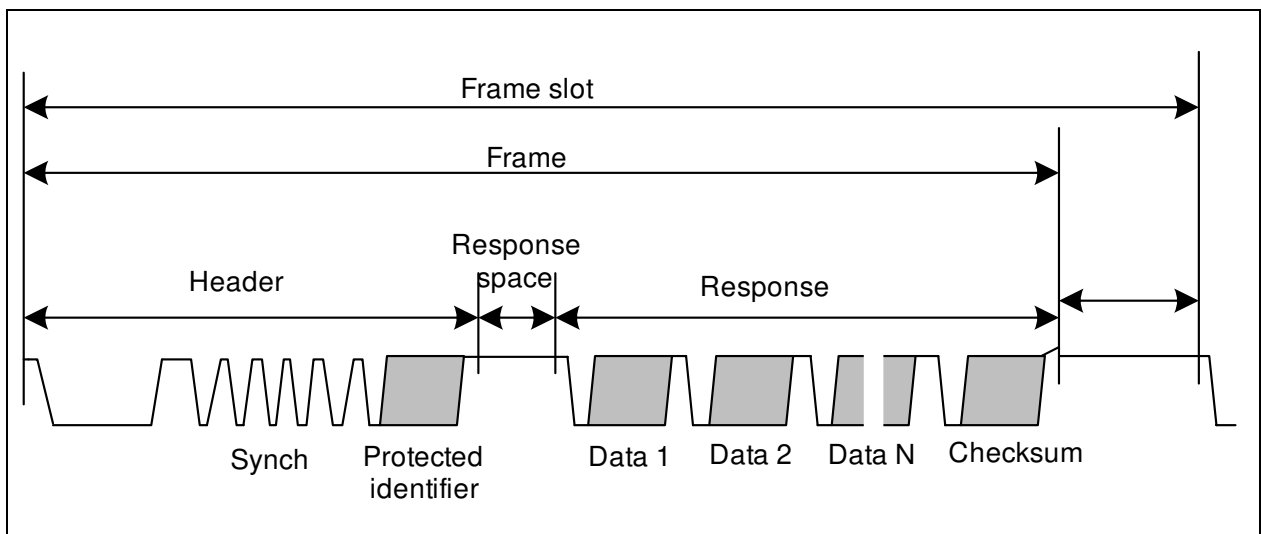 Frame slot
Frame
Header
Response
space
Response
Synch
Protected
identifier
Data 1
Data 2
Data N
Checksum